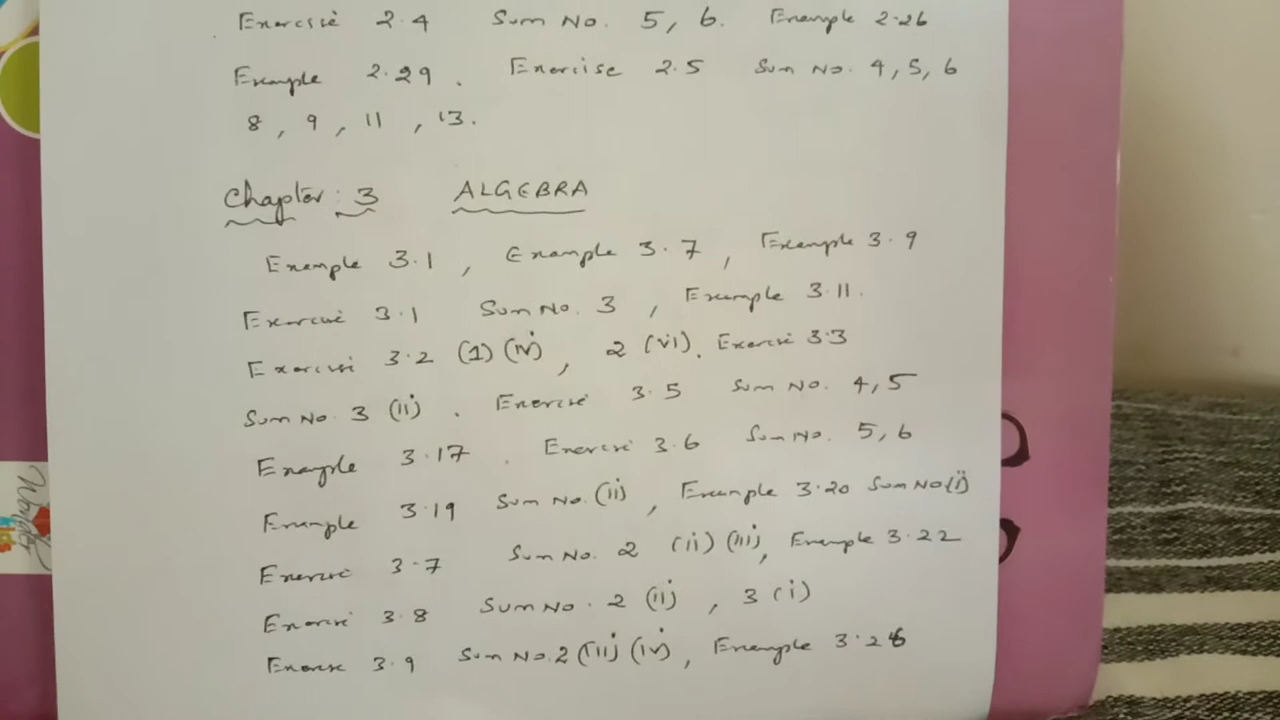 Exercise 2.4 Sum No. 5, 6. Example 2.26
Example 2.29. Exercise 2.5 Sum No. 4, 5, 6
8, 9, 11, 13.
Chapter: 3 ALGEBRA
Example 3.1, Example 3.7, Example 3.9
Exercise 3.1 Sum No. 3, Example 3.11.
Exercise 3.2 (1) (iv), 2 (vi). Exercise 3.3
Sum No. 3 (ii). Exercise 3.5 Sum No. 4, 5
Example 3.17. Exercise 3.6 Sum No. 5, 6
Example 3.19 Sum No. (ii), Example 3.20 Sum No (i)
Exercise 3.7 Sum No. 2 (ii) (iii), Example 3.22
Exercise 3.8 Sum No. 2 (ii), 3 (i)
Exercise 3.9 Sum No. 2 (iii) (iv), Example 3.26